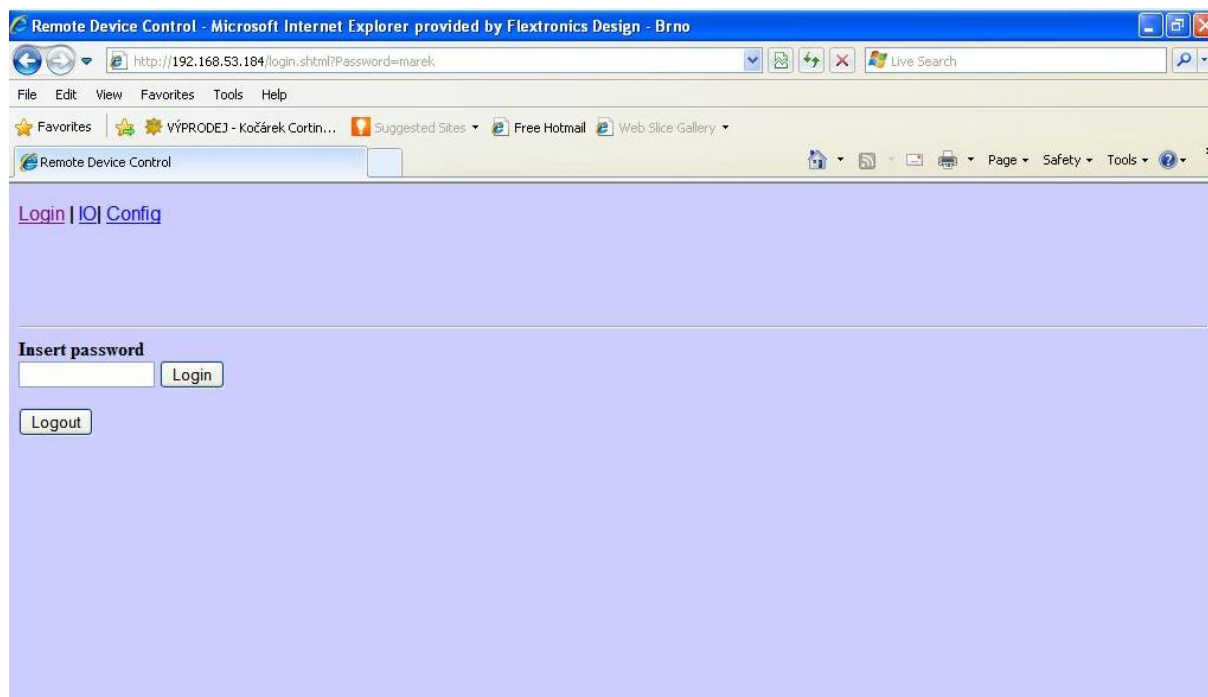 Remote Device Control - Microsoft Internet Explorer provided by Flextronics Design - Brno
http://192.168.53.184/login.shtml?Password=marek
Live Search
File Edit View Favorites Tools Help
Favorites VÝPRODEJ - Kočárek Cortin... Suggested Sites Free Hotmail Web Slice Gallery
Remote Device Control Page Safety Tools
Login | IO| Config
Insert password
Login
Logout